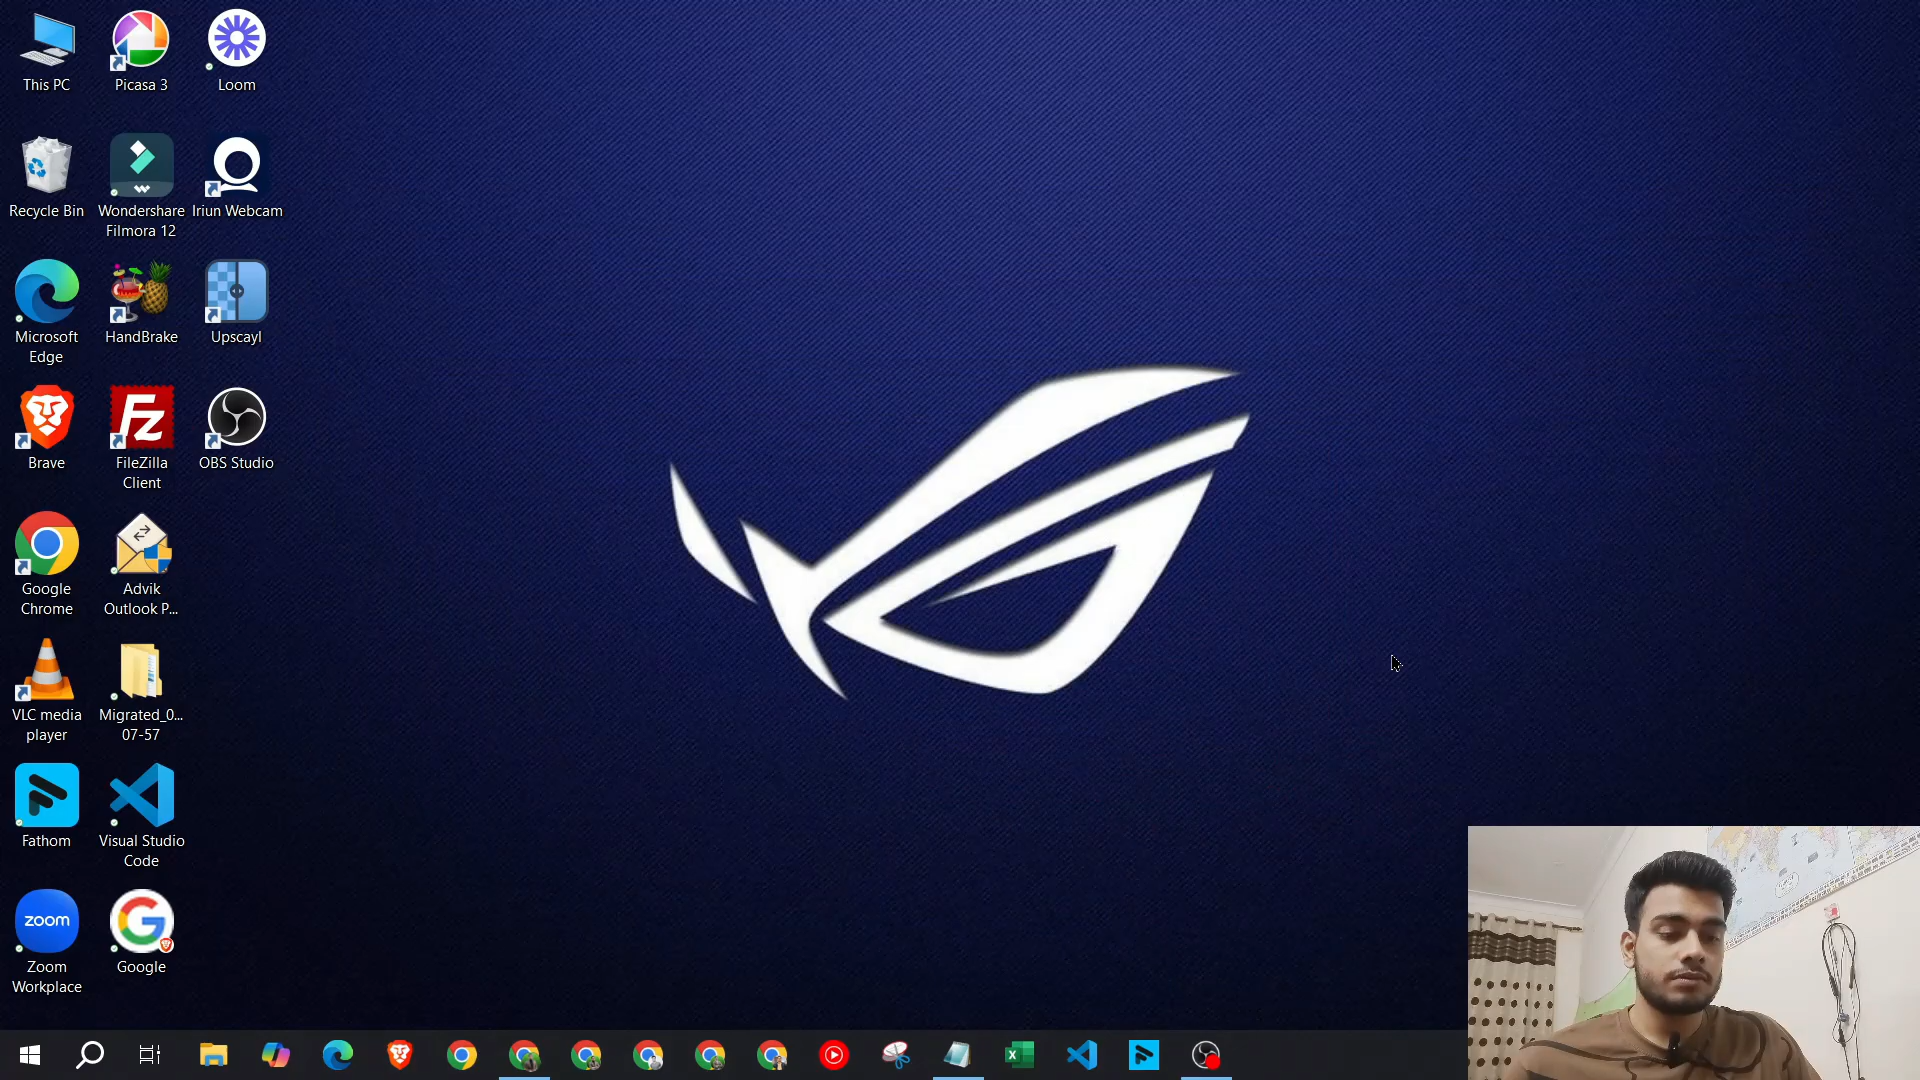 This PC
Picasa 3
Loom
Recycle Bin
Wondershare
Filmora 12
Iriun Webcam
Microsoft
Edge
HandBrake
Upscayl
Brave
FZ
FileZilla
Client
OBS Studio
Google
Chrome
Advik
Outlook P...
VLC media
player
Migrated_0...
07-57
Fathom
Visual Studio
Code
zoom
Zoom
Workplace
G
Google